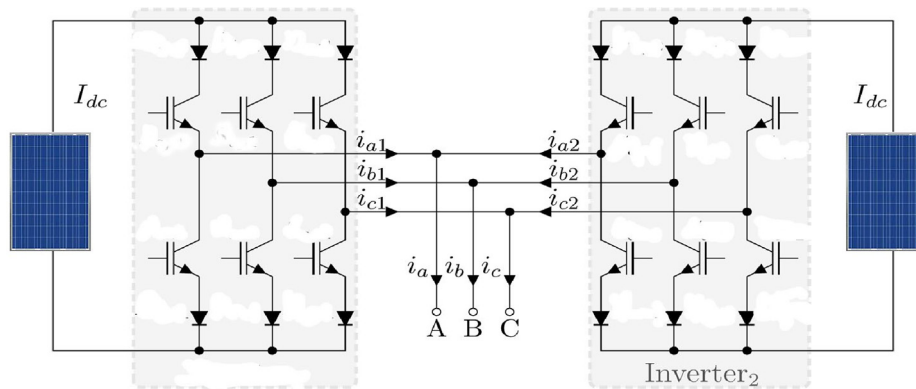 I_dc
I_dc
i_a1
i_a2
i_b1
i_b2
i_c1
i_c2
i_a i_b i_c
A B C
Inverter_2